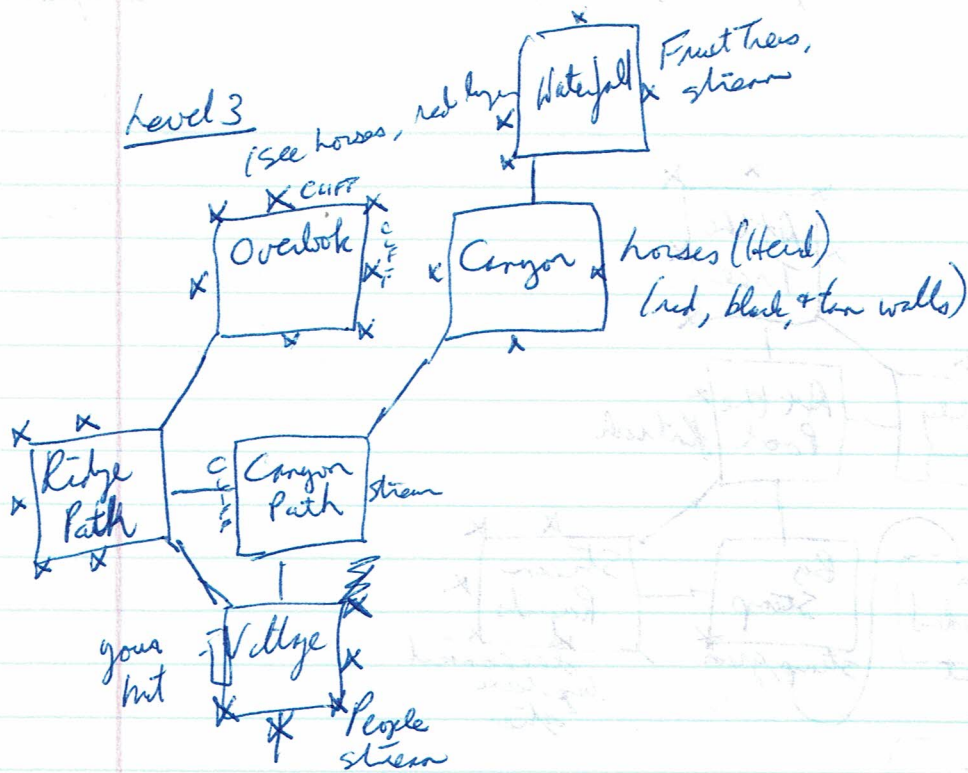 Level 3
Waterfall
Fruit Trees,
stream
(see horses, red layer
CLIFF
Overlook
CLIFF
Canyon
horses (Herd)
(red, black, + tan walls)
Ridge
Path
CLIFF
Canyon
Path
stream
Village
your
hut
People
stream